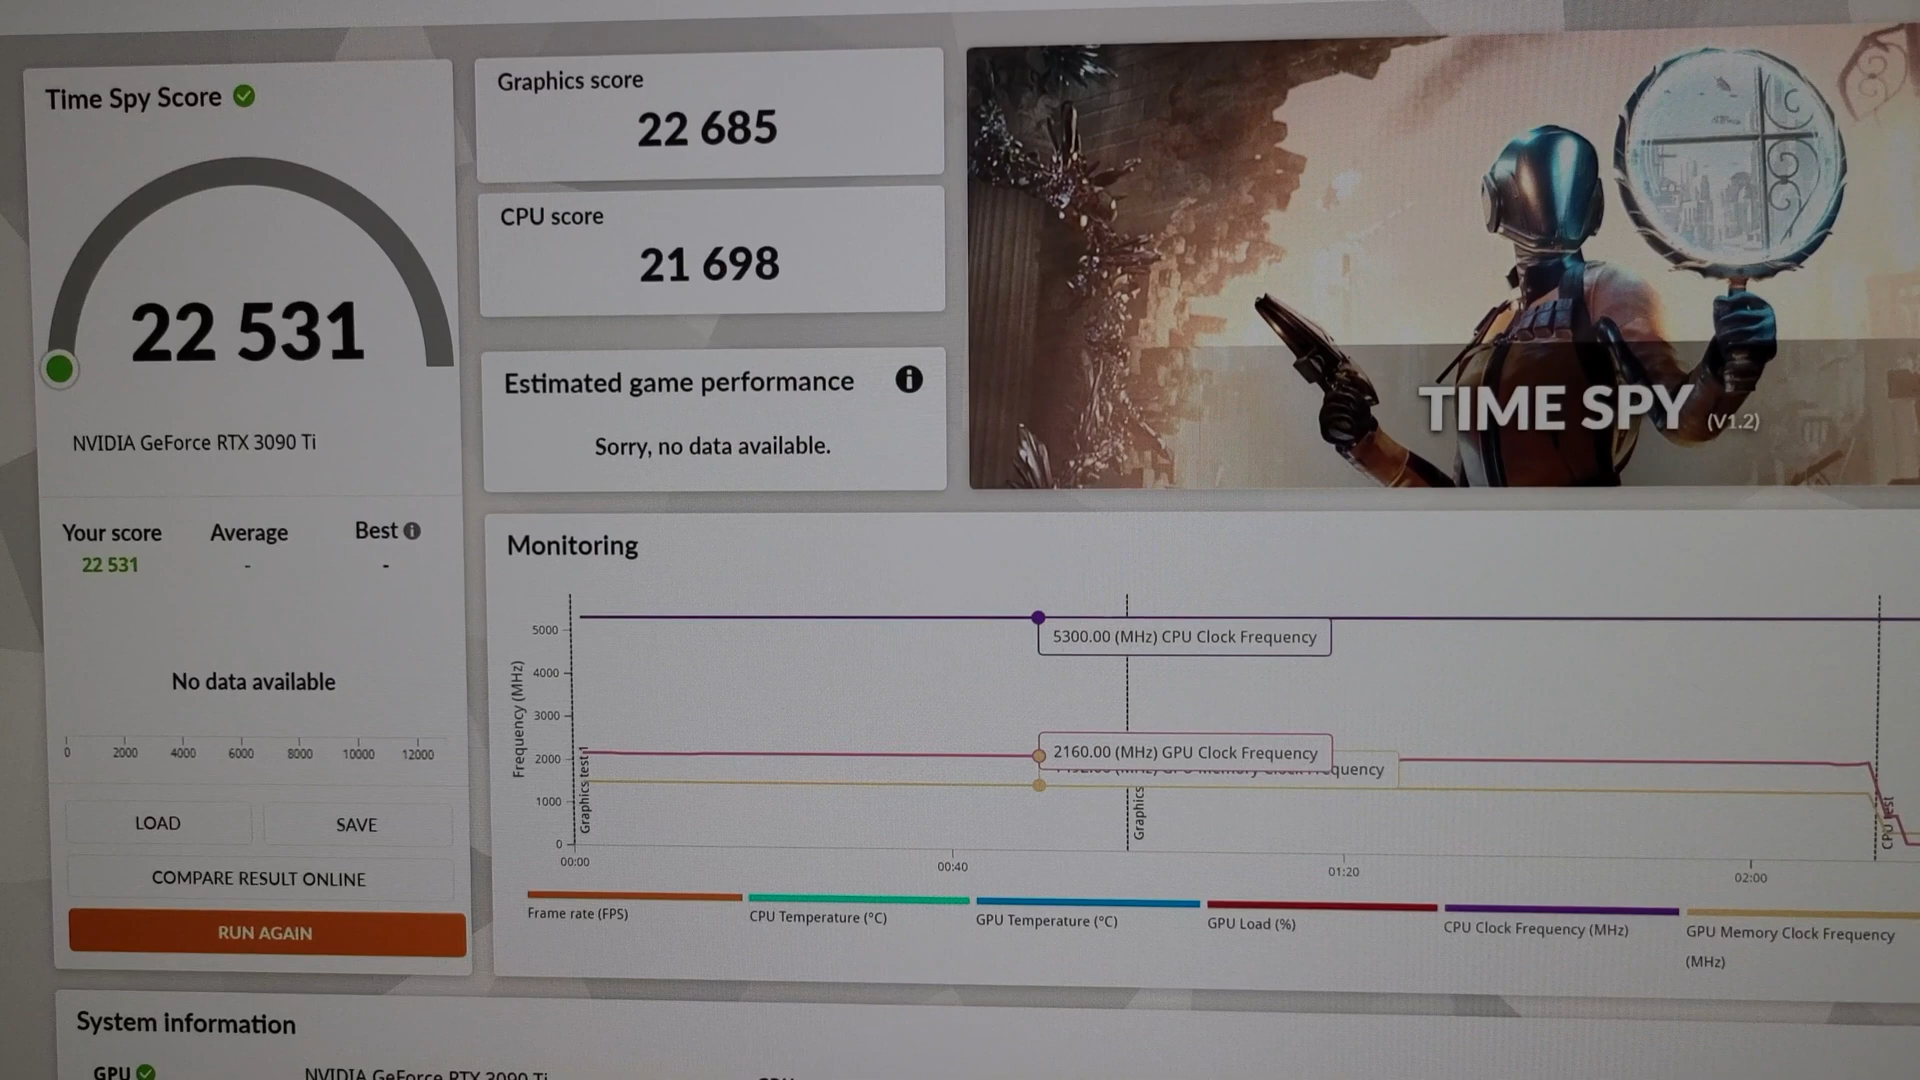 Time Spy Score
22 531
NVIDIA GeForce RTX 3090 Ti
Your score
Average
Best
22 531
-
-
No data available
0
2000
4000
6000
8000
10000
12000
LOAD
SAVE
COMPARE RESULT ONLINE
RUN AGAIN
Graphics score
22 685
CPU score
21 698
Estimated game performance
Sorry, no data available.
TIME SPY (V1.2)
Monitoring
Frequency (MHz)
5000
4000
3000
2000
1000
0
5300.00 (MHz) CPU Clock Frequency
2160.00 (MHz) GPU Clock Frequency
Graphics test 1
Graphics
CPU test
00:00
00:40
01:20
02:00
Frame rate (FPS)
CPU Temperature (°C)
GPU Temperature (°C)
GPU Load (%)
CPU Clock Frequency (MHz)
GPU Memory Clock Frequency
(MHz)
System information
GPU
NVIDIA GeForce RTX 3090 Ti